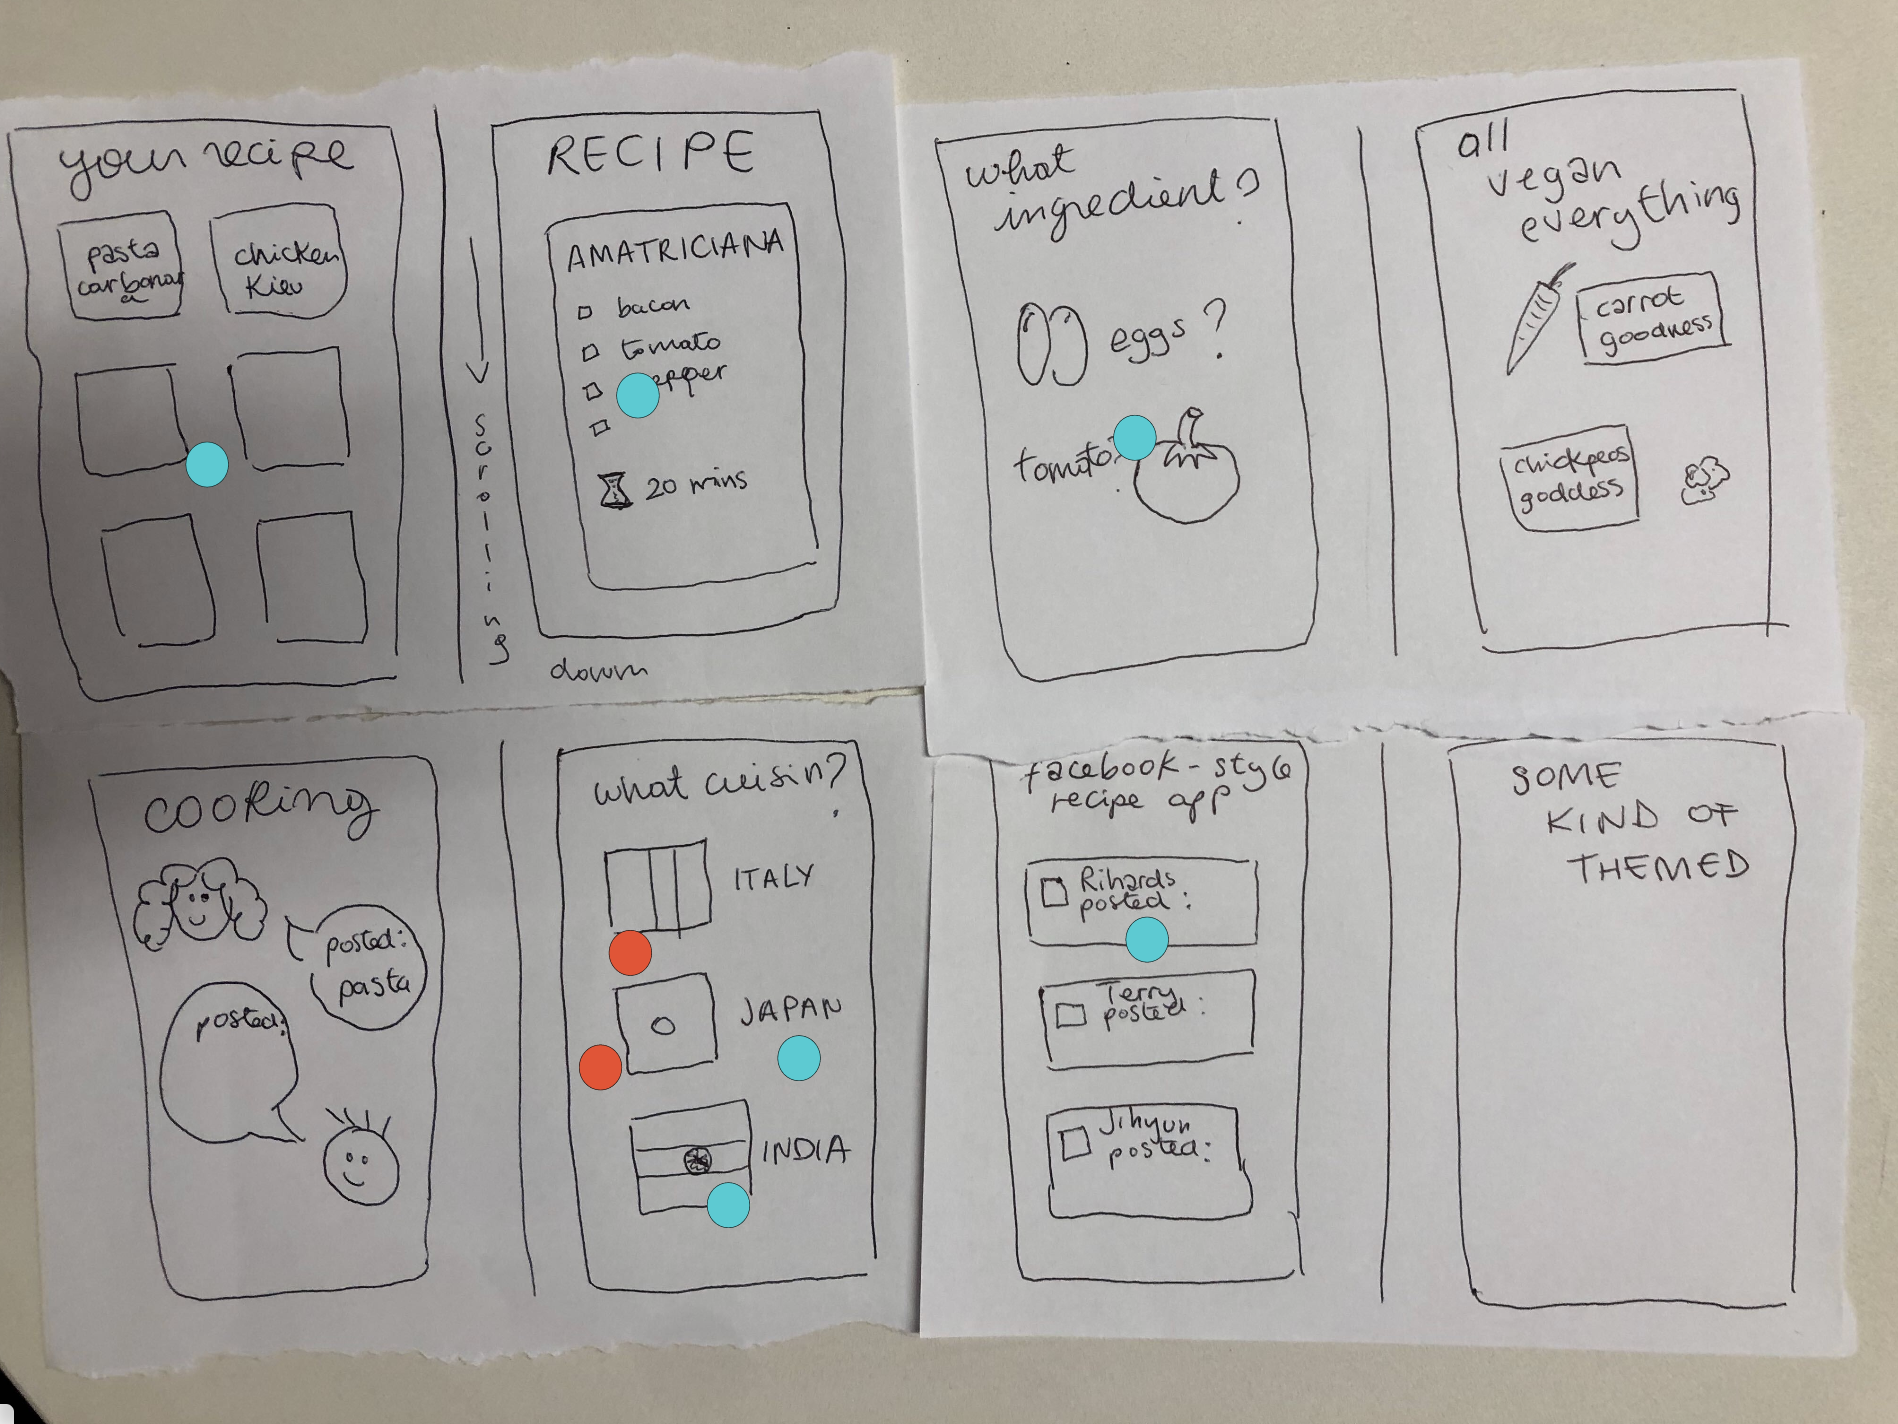 your recipe
pasta
carbonara
chicken
Kiev
scrolling
down
RECIPE
AMATRICIANA
bacon
tomato
epper
20 mins
what
ingredient?
eggs?
tomato?
all
vegan
everything
carrot
goodness
chickpeas
goddess
cooking
posted:
pasta
posted:
what cuisin?
ITALY
JAPAN
INDIA
facebook-style
recipe app
Rihards
posted:
Terry
posted:
Jihyun
posted:
SOME
KIND OF
THEMED